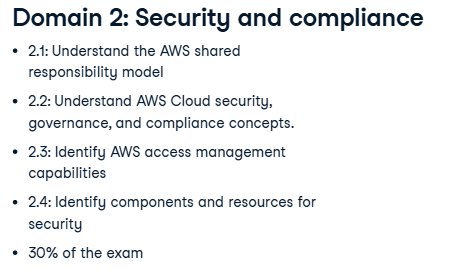 Domain 2: Security and compliance
• 2.1: Understand the AWS shared
responsibility model
• 2.2: Understand AWS Cloud security,
governance, and compliance concepts.
• 2.3: Identify AWS access management
capabilities
• 2.4: Identify components and resources for
security
• 30% of the exam